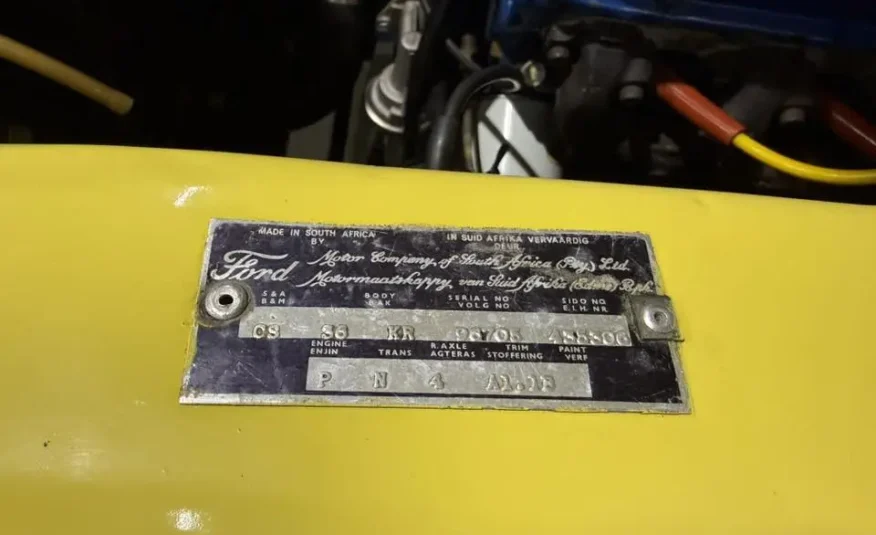 MADE IN SOUTH AFRICA IN SUID AFRIKA VERVAARDIG
BY DEUR
Ford Motor Company, of South Africa (Pty.) Ltd.
Motormaatskappy van Suid Afrika (Edms) Bpk.
S&A BODY SERIAL NO SIDO NO
B&M BAK VOLG NO E.I.H. NR.
CS S6 KR
ENGINE R.AXLE TRIM PAINT
ENJIN TRANS AGTERAS STOFFERING VERF
P N 4